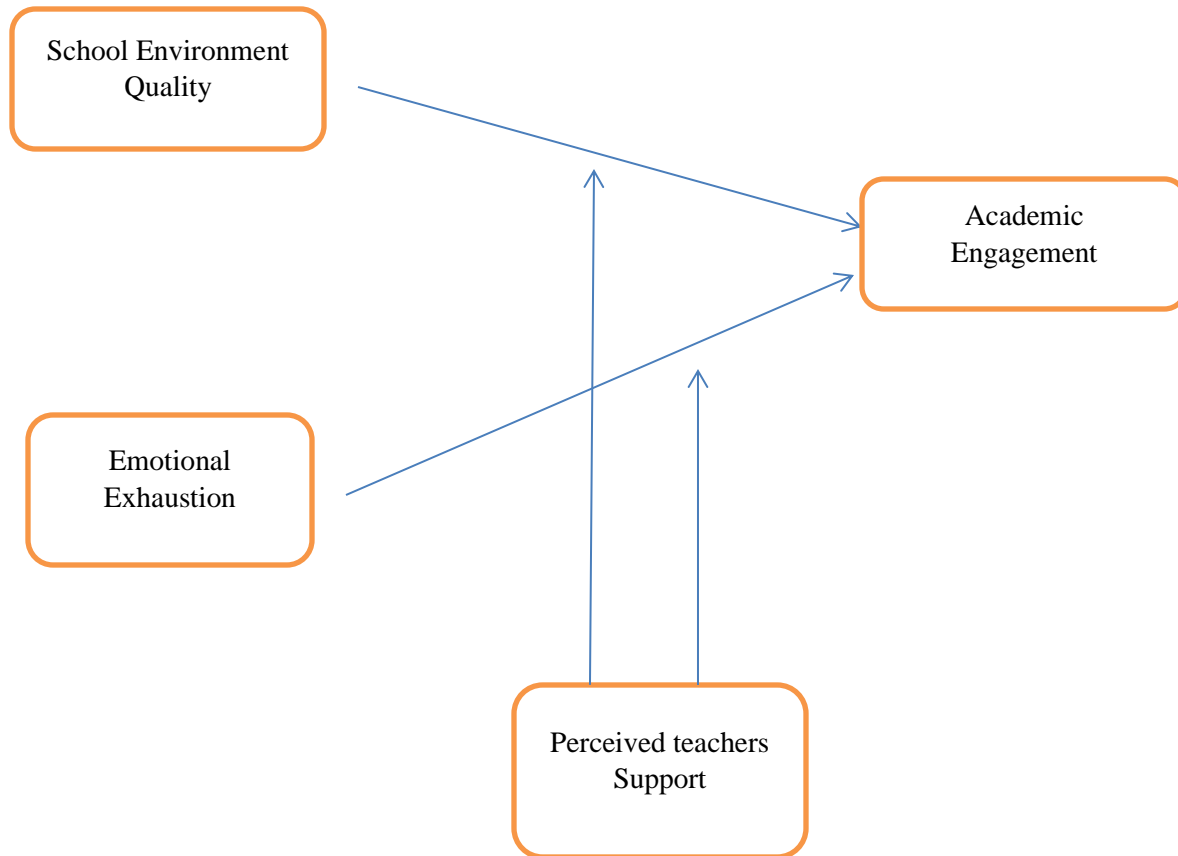 School Environment
Quality
Academic
Engagement
Emotional
Exhaustion
Perceived teachers
Support